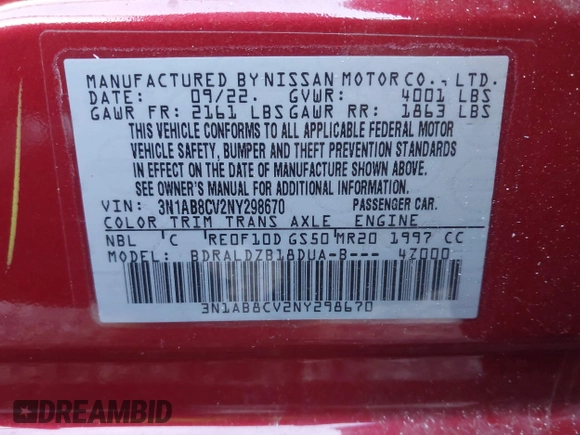 MANUFACTURED BY NISSAN MOTOR CO., LTD.
DATE: 09/22. GVWR: 4001 LBS
GAWR FR: 2161 LBS GAWR RR: 1863 LBS
THIS VEHICLE CONFORMS TO ALL APPLICABLE FEDERAL MOTOR
VEHICLE SAFETY, BUMPER AND THEFT PREVENTION STANDARDS
IN EFFECT ON THE DATE OF MANUFACTURE SHOWN ABOVE.
SEE OWNER'S MANUAL FOR ADDITIONAL INFORMATION.
VIN: 3N1AB8CV2NY298670 PASSENGER CAR.
COLOR TRIM TRANS AXLE ENGINE
NBL C RE0F10D GS50 MR20 1997 CC
MODEL: BDRALDZB18DUA-B--- 4Z000
3N1AB8CV2NY298670
DREAMBID